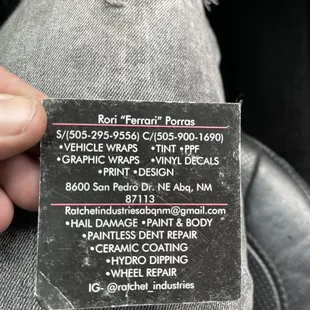 Rori "Ferrari" Porras
S/(505-295-9556) C/(505-900-1690)
•VEHICLE WRAPS •TINT •PPF
•GRAPHIC WRAPS •VINYL DECALS
•PRINT •DESIGN
8600 San Pedro Dr. NE Abq, NM
87113
Ratchetindustriesabqnm@gmail.com
•HAIL DAMAGE •PAINT & BODY
•PAINTLESS DENT REPAIR
•CERAMIC COATING
•HYDRO DIPPING
•WHEEL REPAIR
IG- @ratchet_industries